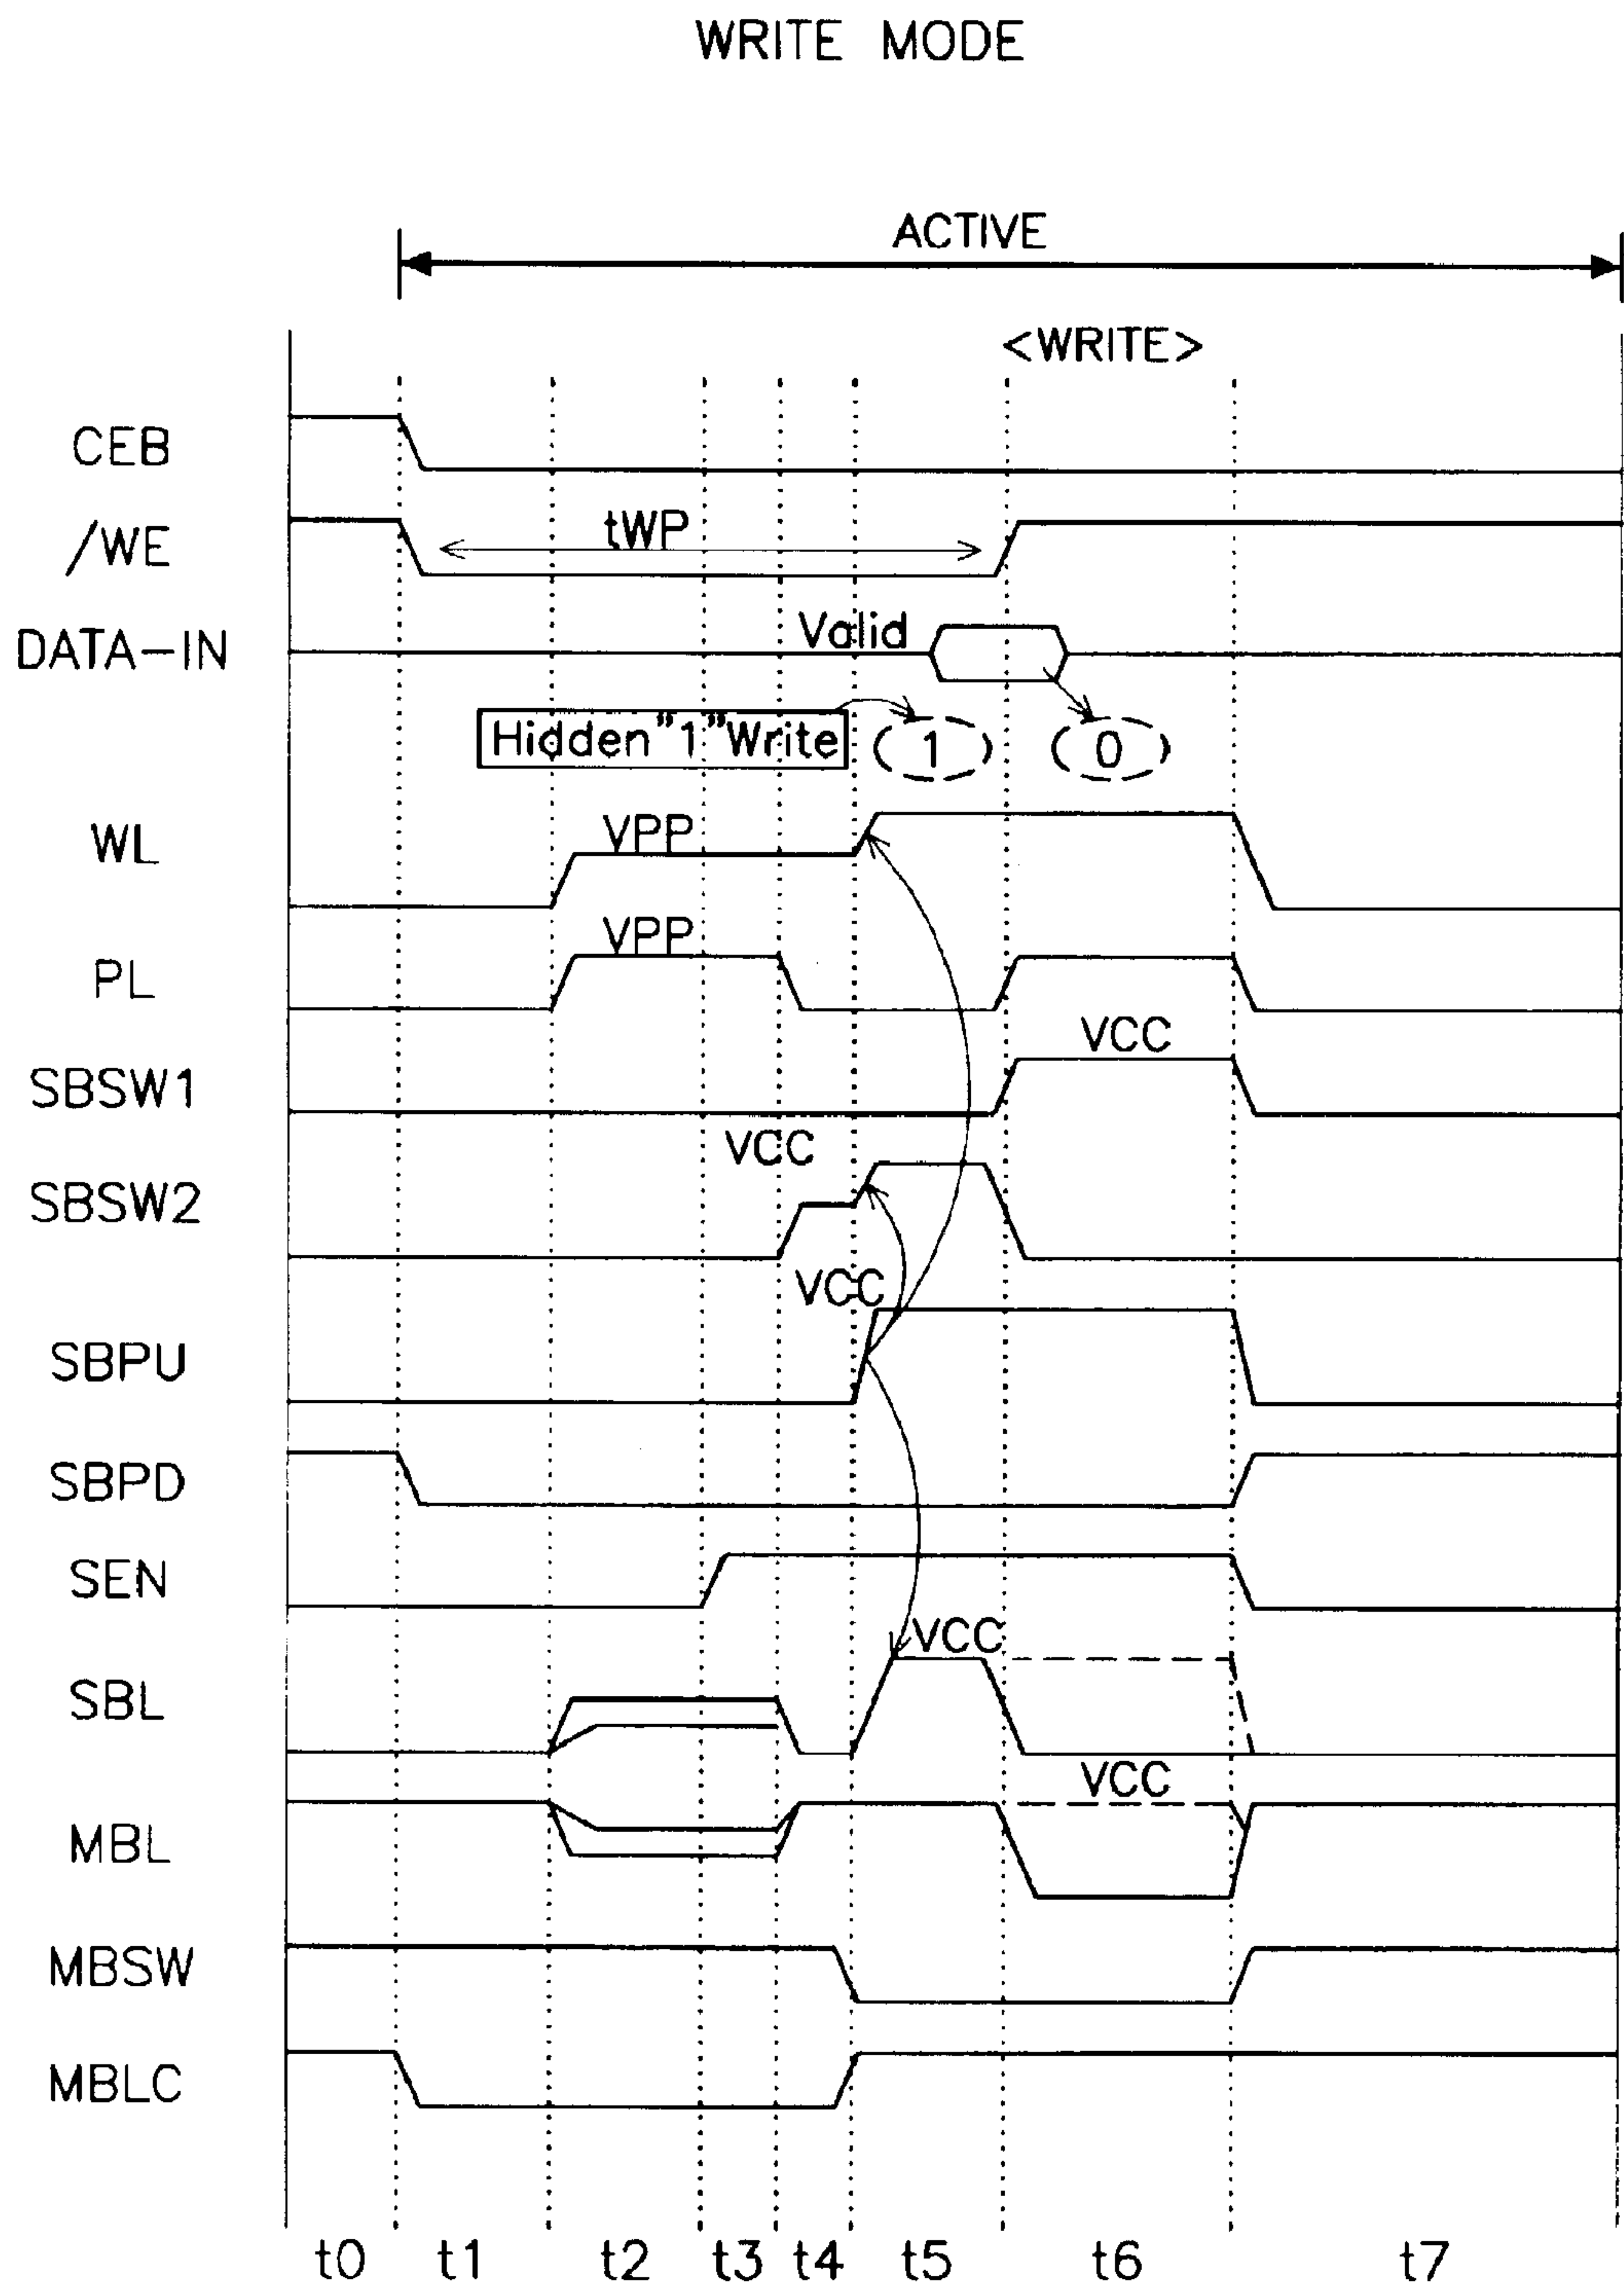 WRITE MODE
ACTIVE
<WRITE>
CEB
/WE
tWP
DATA-IN
Valid
Hidden"1"Write
1
0
WL
VPP
PL
VPP
SBSW1
VCC
SBSW2
VCC
SBPU
VCC
SBPD
SEN
SBL
VCC
MBL
VCC
MBSW
MBLC
t0 t1 t2 t3 t4 t5 t6 t7